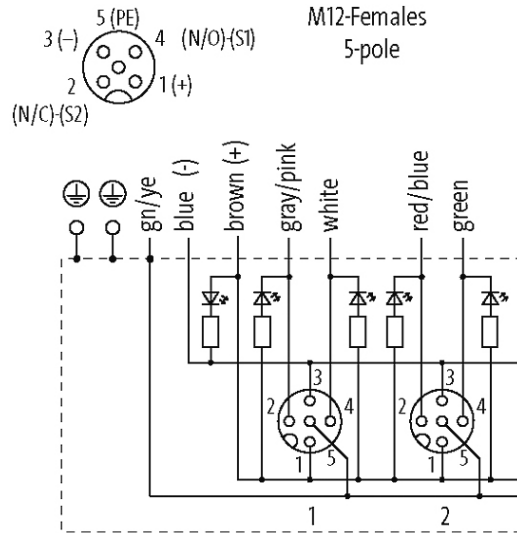 5 (PE)
M12-Females
3 (–)
4 (N/O)-(S1)
5-pole
2
1 (+)
(N/C)-(S2)
gn/ye
blue (-)
brown (+)
gray/pink
white
red/blue
green
3
3
2
4
2
4
1
5
1
5
1
2